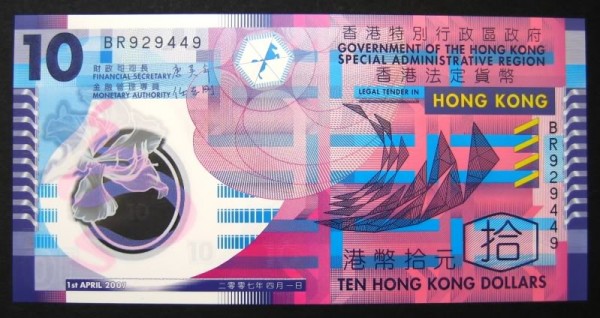 10
BR929449
財政司司長
FINANCIAL SECRETARY
金融管理專員
MONETARY AUTHORITY
香港特別行政區政府
GOVERNMENT OF THE HONG KONG
SPECIAL ADMINISTRATIVE REGION
香港法定貨幣
LEGAL TENDER IN
HONG KONG
BR929449
10
1ST APRIL 2007
二零零七年四月一日
港幣拾元
拾
TEN HONG KONG DOLLARS